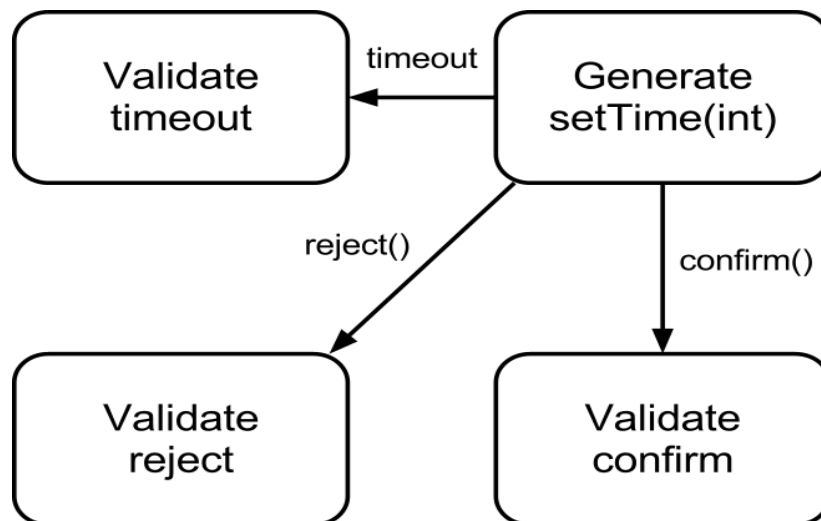 Validate
timeout
timeout
Generate
setTime(int)
reject()
confirm()
Validate
reject
Validate
confirm